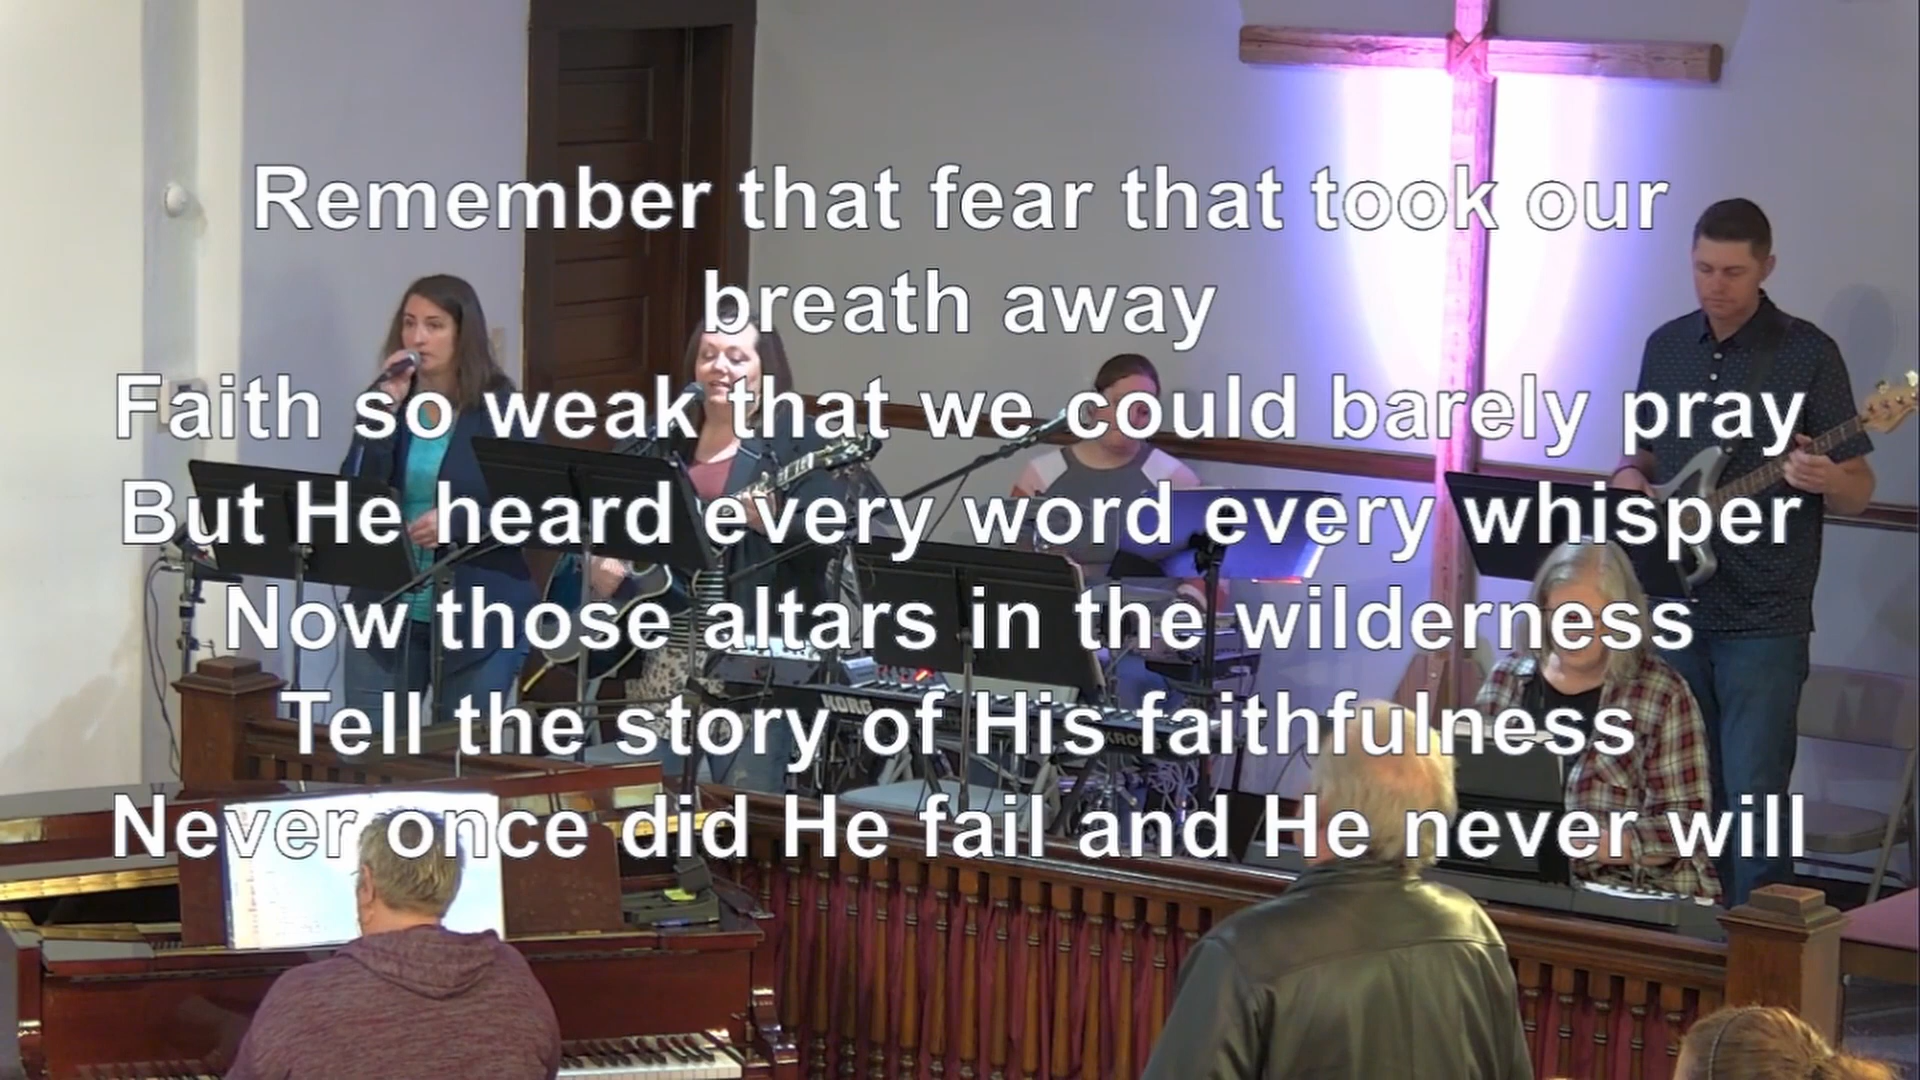 Remember that fear that took our
breath away
Faith so weak that we could barely pray
But He heard every word every whisper
Now those altars in the wilderness
Tell the story of His faithfulness
Never once did He fail and He never will
KORG
KROSS